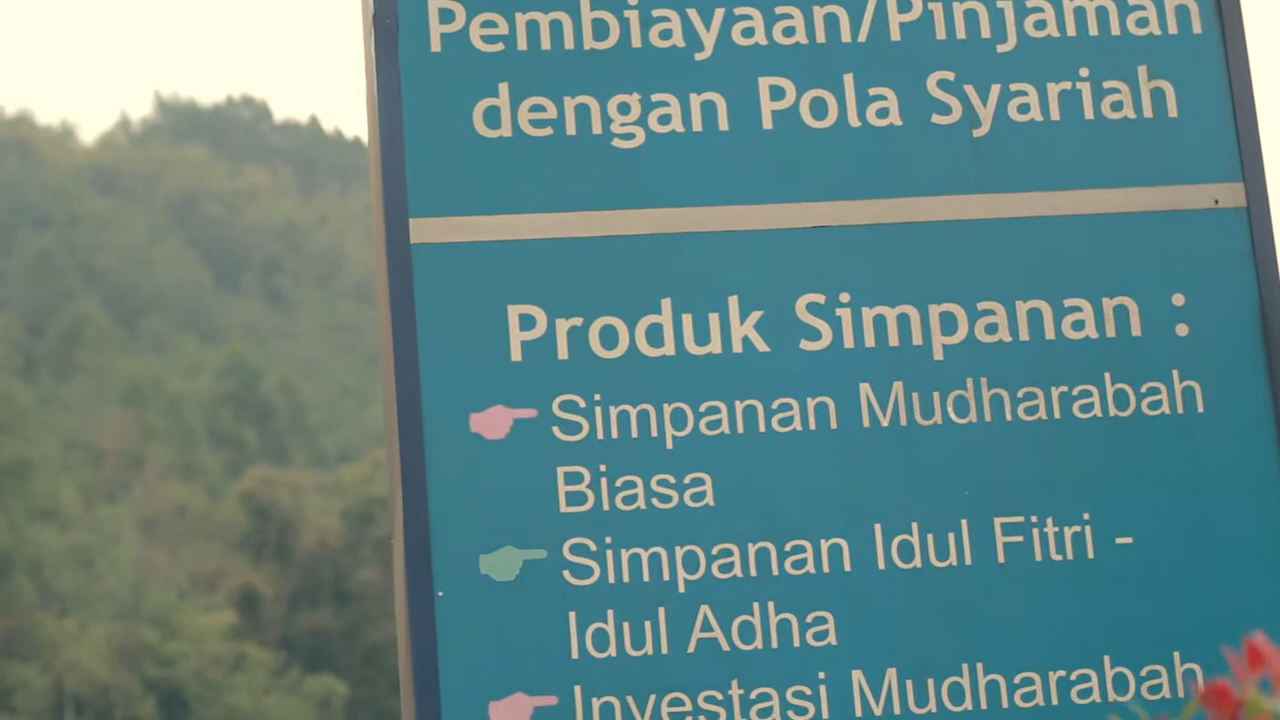 Pembiayaan/Pinjaman
dengan Pola Syariah
Produk Simpanan :
Simpanan Mudharabah
Biasa
Simpanan Idul Fitri -
Idul Adha
Investasi Mudharabah